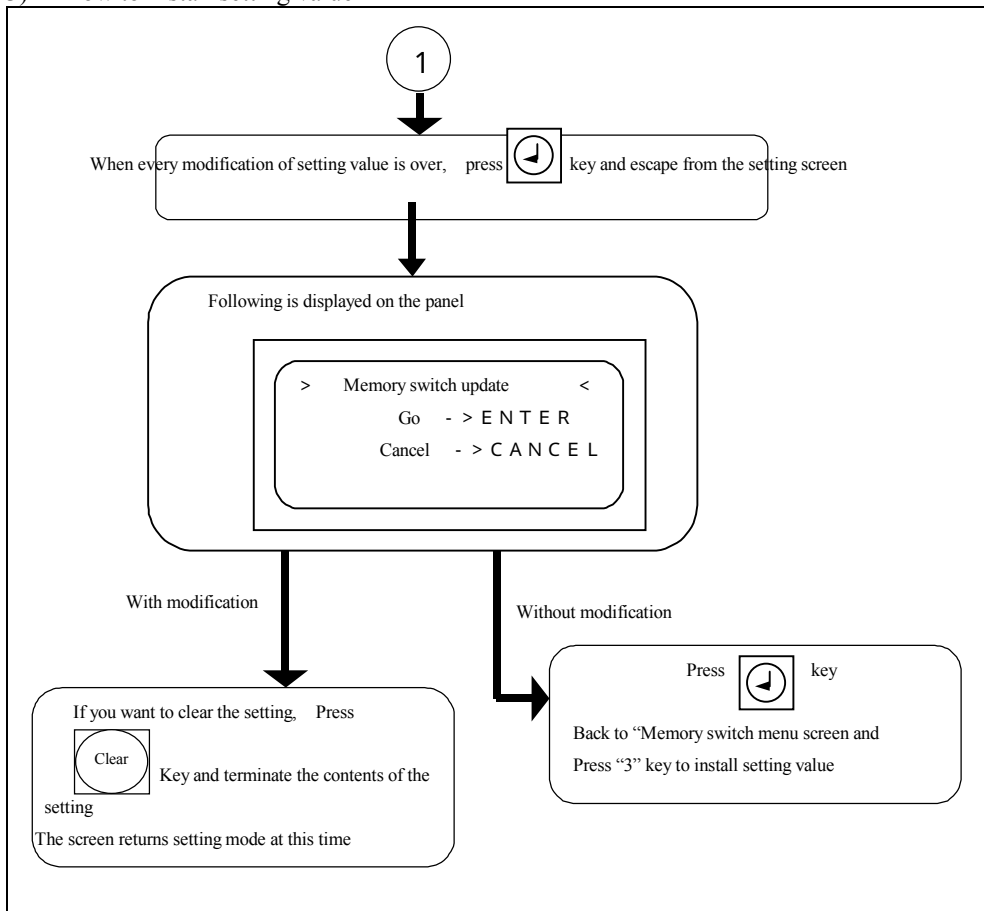 1
When every modification of setting value is over, press key and escape from the setting screen
Following is displayed on the panel
> Memory switch update <
Go - > E N T E R
Cancel - > C A N C E L
With modification
Without modification
If you want to clear the setting, Press
Clear
Key and terminate the contents of the
setting
The screen returns setting mode at this time
Press key
Back to “Memory switch menu screen and
Press “3” key to install setting value